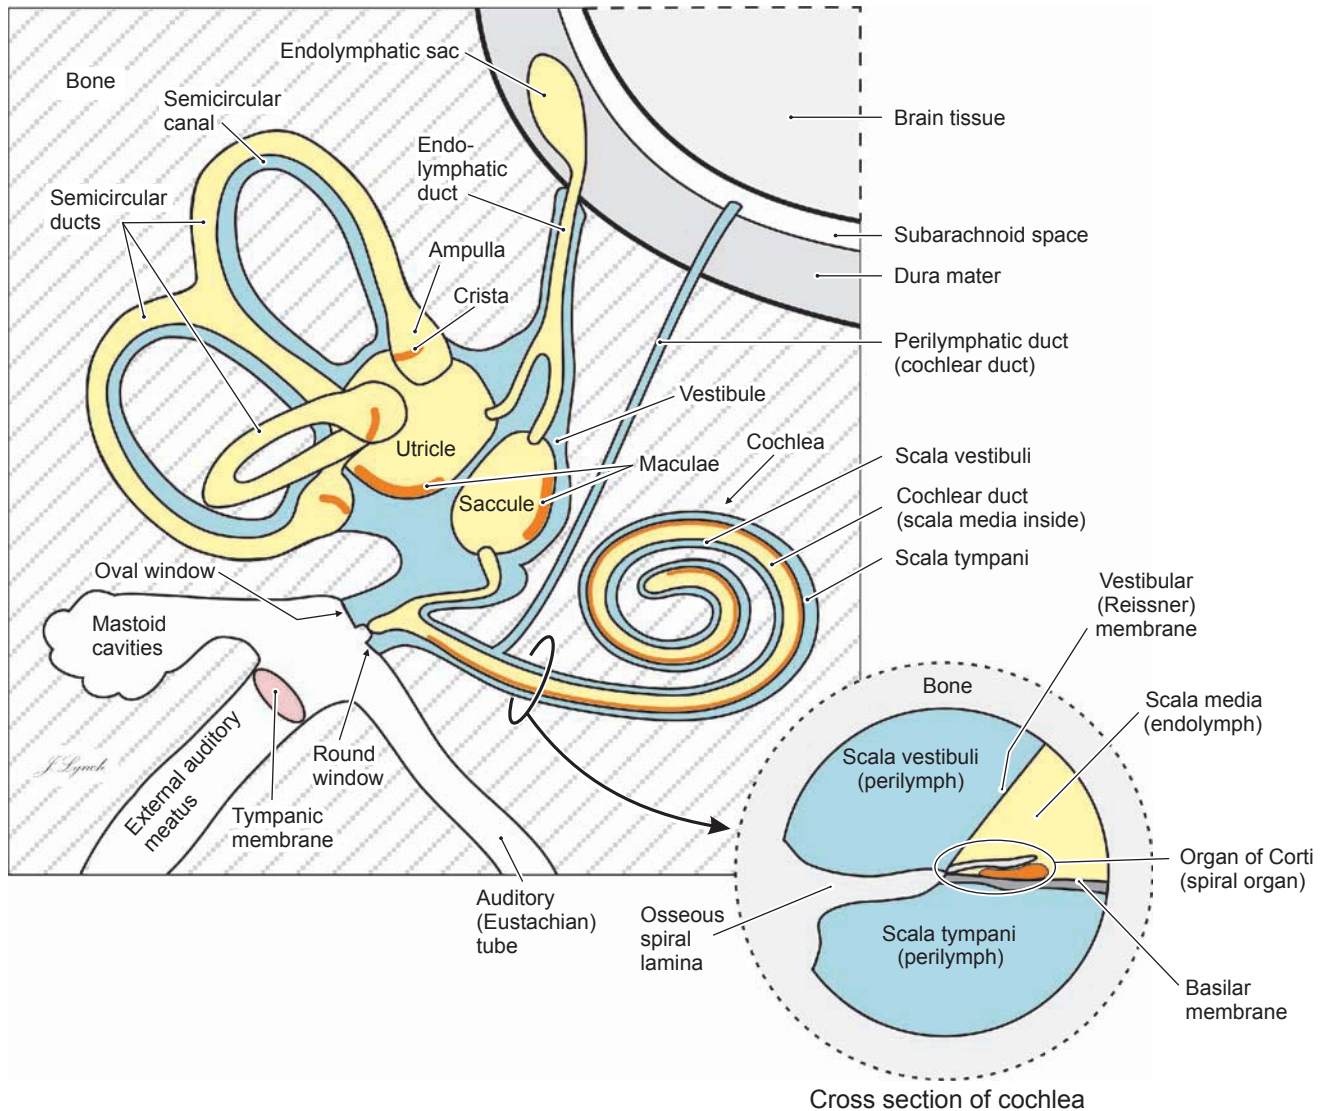 Endolymphatic sac
Bone
Semicircular
canal
Brain tissue
Endo-
lymphatic
duct
Semicircular
ducts
Subarachnoid space
Ampulla
Dura mater
Crista
Perilymphatic duct
(cochlear duct)
Vestibule
Utricle
Cochlea
Scala vestibuli
Maculae
Saccule
Cochlear duct
(scala media inside)
Scala tympani
Oval window
Vestibular
(Reissner)
membrane
Mastoid
cavities
Bone
Scala media
(endolymph)
Scala vestibuli
(perilymph)
J. Lynch
Round
window
External auditory
meatus
Tympanic
membrane
Organ of Corti
(spiral organ)
Auditory
(Eustachian)
tube
Osseous
spiral
lamina
Scala tympani
(perilymph)
Basilar
membrane
Cross section of cochlea